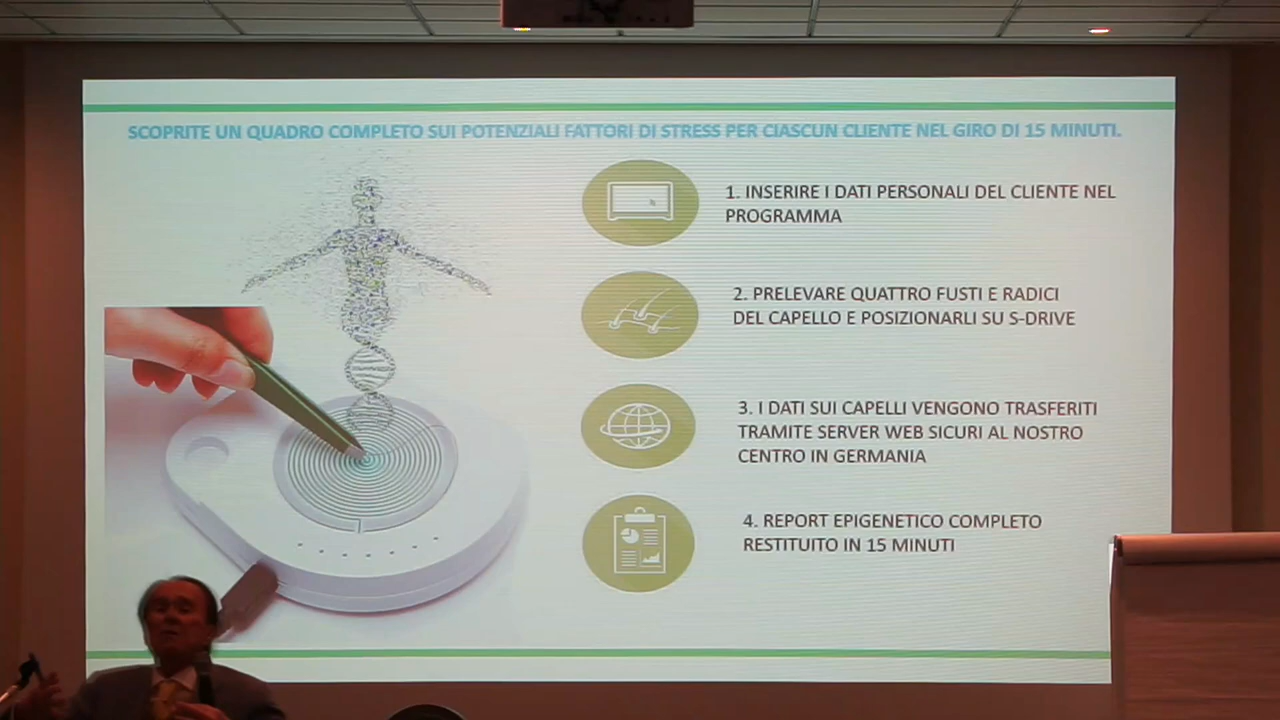 SCOPRITE UN QUADRO COMPLETO SUI POTENZIALI FATTORI DI STRESS PER CIASCUN CLIENTE NEL GIRO DI 15 MINUTI.
1. INSERIRE I DATI PERSONALI DEL CLIENTE NEL
PROGRAMMA
2. PRELEVARE QUATTRO FUSTI E RADICI
DEL CAPELLO E POSIZIONARLI SU S-DRIVE
3. I DATI SUI CAPELLI VENGONO TRASFERITI
TRAMITE SERVER WEB SICURI AL NOSTRO
CENTRO IN GERMANIA
4. REPORT EPIGENETICO COMPLETO
RESTITUITO IN 15 MINUTI